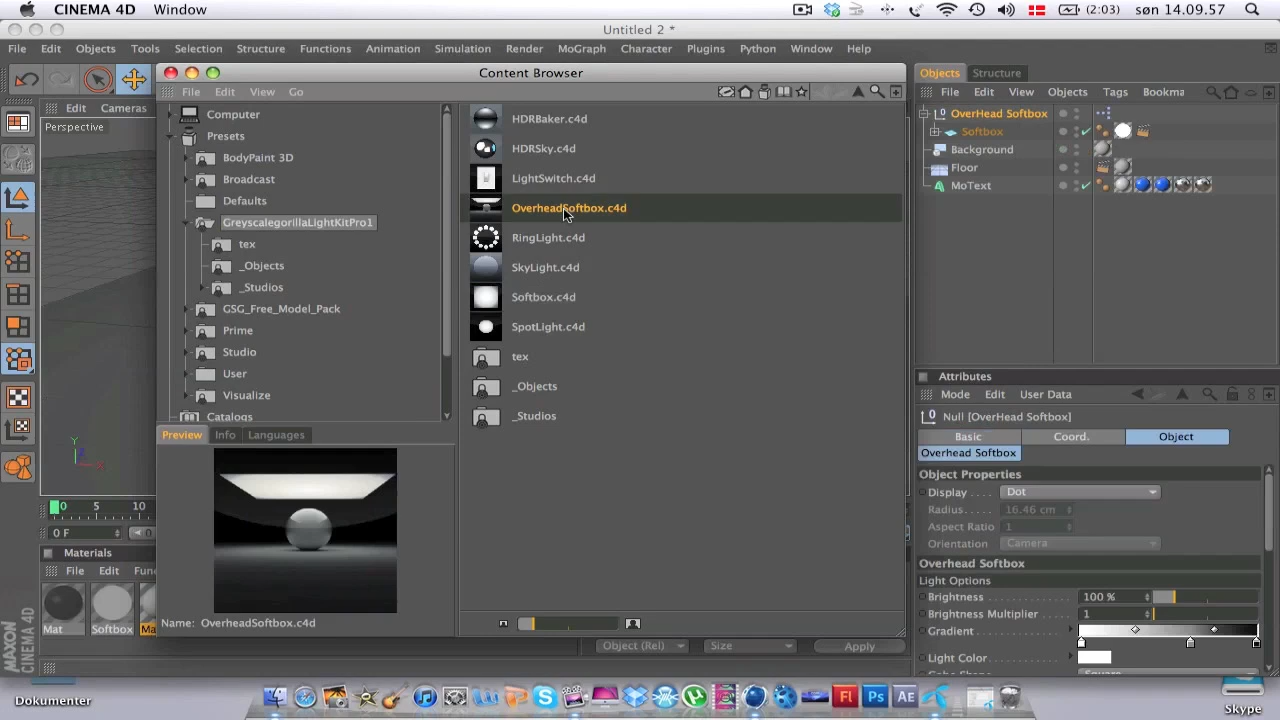 CINEMA 4D Window (2:03) søn 14.09.57
Untitled 2 *
File Edit Objects Tools Selection Structure Functions Animation Simulation Render MoGraph Character Plugins Python Window Help
Content Browser
Objects Structure
File Edit View Go
File Edit View Objects Tags Bookma
Edit Cameras
Perspective
Computer
Presets
BodyPaint 3D
Broadcast
Defaults
GreyscalegorillaLightKitPro1
tex
_Objects
_Studios
GSG_Free_Model_Pack
Prime
Studio
User
Visualize
Catalogs
HDRBaker.c4d
HDRSky.c4d
LightSwitch.c4d
OverheadSoftbox.c4d
RingLight.c4d
SkyLight.c4d
Softbox.c4d
SpotLight.c4d
tex
_Objects
_Studios
OverHead Softbox
Softbox
Background
Floor
MoText
Attributes
Mode Edit User Data
Null [OverHead Softbox]
Basic Coord. Object
Overhead Softbox
Object Properties
Display Dot
Radius 16.46 cm
Aspect Ratio 1
Orientation Camera
Overhead Softbox
Light Options
Brightness 100 %
Brightness Multiplier 1
Gradient
Light Color
Preview Info Languages
Name: OverheadSoftbox.c4d
Y
Z
X
0 5 10
0 F 0
Materials
File Edit Fun
Mat Softbox Ma
Object (Rel) Size Apply
MAXON
CINEMA 4D
Fl Ps Ae
Dokumenter
Skype